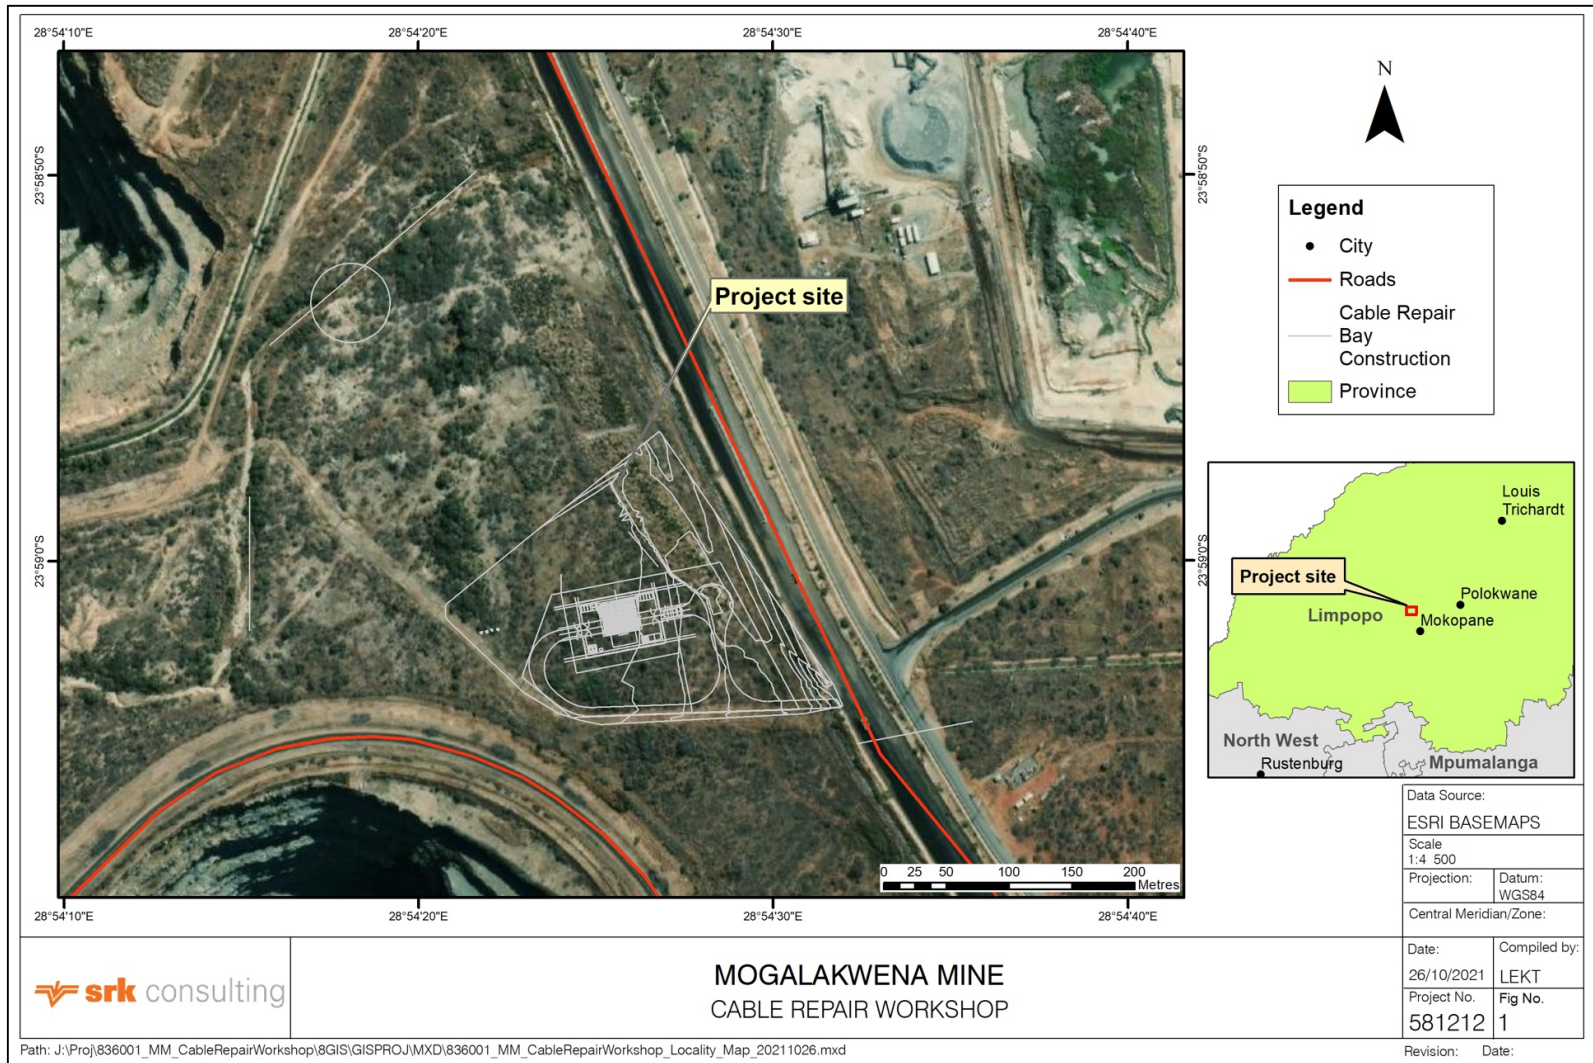 28°54'10"E
28°54'20"E
28°54'30"E
28°54'40"E
23°58'50"S
23°58'50"S
23°59'0"S
23°59'0"S
Project site
0 25 50 100 150 200
Metres
28°54'10"E
28°54'20"E
28°54'30"E
28°54'40"E
N
Legend
City
Roads
Cable Repair
Bay
Construction
Province
Louis
Trichardt
Project site
Polokwane
Limpopo
Mokopane
North West
Rustenburg
Mpumalanga
Data Source:
ESRI BASEMAPS
Scale
1:4 500
Projection:
Datum:
WGS84
Central Meridian/Zone:
Date:
26/10/2021
Compiled by:
LEKT
Project No.
581212
Fig No.
1
Revision: Date:
srk consulting
MOGALAKWENA MINE
CABLE REPAIR WORKSHOP
Path: J:\Proj\836001_MM_CableRepairWorkshop\8GIS\GISPROJ\MXD\836001_MM_CableRepairWorkshop_Locality_Map_20211026.mxd